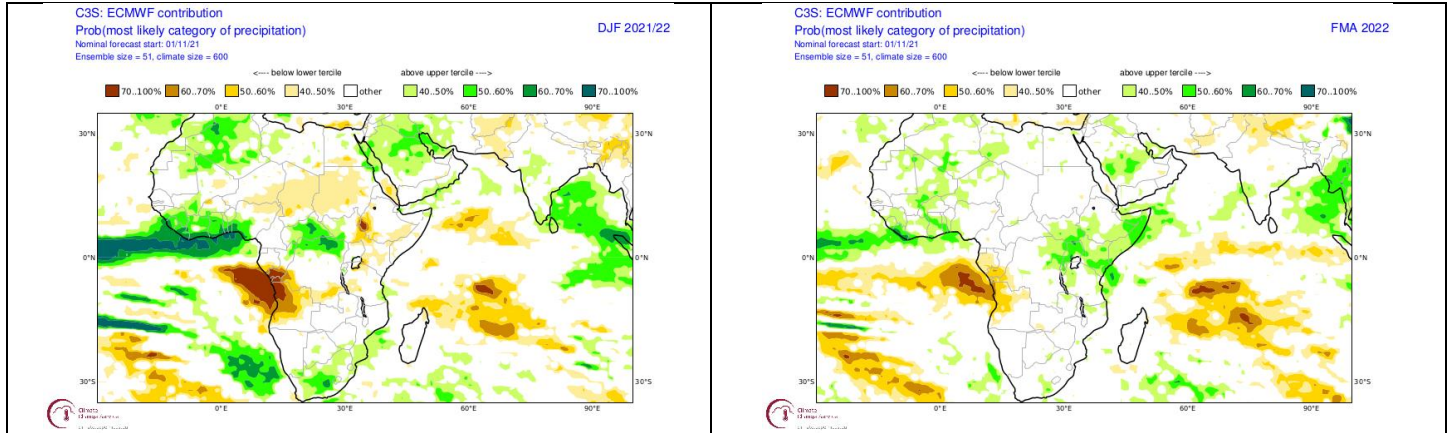 C3S: ECMWF contribution
Prob(most likely category of precipitation)
DJF 2021/22
Nominal forecast start: 01/11/21
Ensemble size = 51, climate size = 600
<---- below lower tercile above upper tercile ---->
70..100% 60..70% 50..60% 40..50% other 40..50% 50..60% 60..70% 70..100%
0°E 30°E 60°E 90°E
30°N 30°N
0°N 0°N
30°S 30°S
0°E 30°E 60°E 90°E
Climate
C3S: ECMWF contribution
Prob(most likely category of precipitation)
FMA 2022
Nominal forecast start: 01/11/21
Ensemble size = 51, climate size = 600
<---- below lower tercile above upper tercile ---->
70..100% 60..70% 50..60% 40..50% other 40..50% 50..60% 60..70% 70..100%
0°E 30°E 60°E 90°E
30°N 30°N
0°N 0°N
30°S 30°S
0°E 30°E 60°E 90°E
Climate